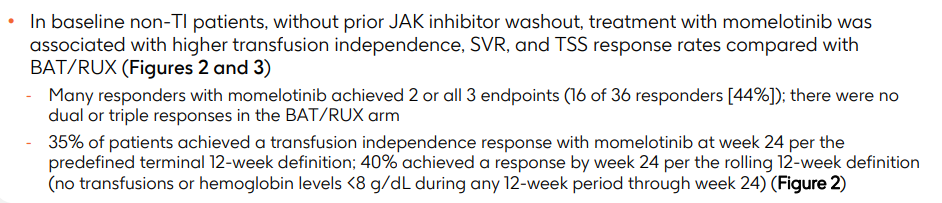 • In baseline non-TI patients, without prior JAK inhibitor washout, treatment with momelotinib was
associated with higher transfusion independence, SVR, and TSS response rates compared with
BAT/RUX (Figures 2 and 3)
- Many responders with momelotinib achieved 2 or all 3 endpoints (16 of 36 responders [44%]); there were no
dual or triple responses in the BAT/RUX arm
- 35% of patients achieved a transfusion independence response with momelotinib at week 24 per the
predefined terminal 12-week definition; 40% achieved a response by week 24 per the rolling 12-week definition
(no transfusions or hemoglobin levels <8 g/dL during any 12-week period through week 24) (Figure 2)